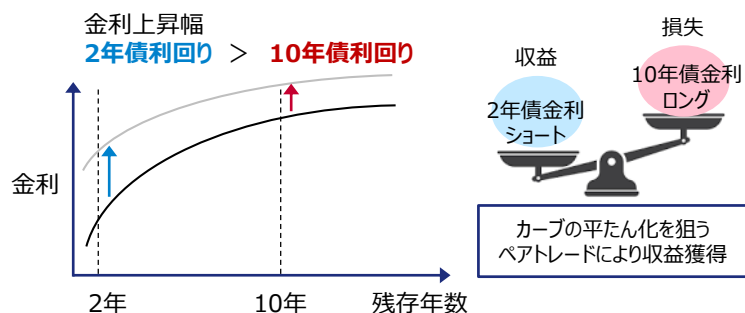 金利上昇幅
2年債利回り ＞ 10年債利回り
金利
2年
10年
残存年数
収益
損失
2年債金利
ショート
10年債金利
ロング
カーブの平たん化を狙う
ペアトレードにより収益獲得